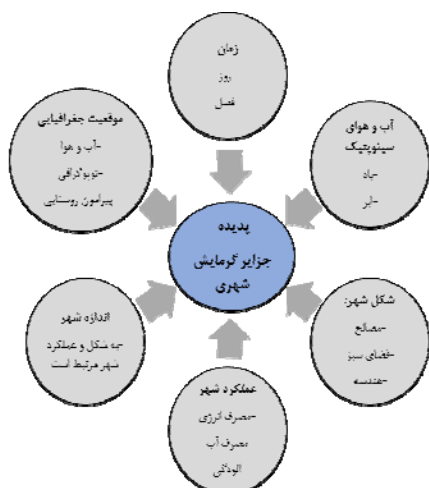 زمان
روز
فصل
آب و هوای
سینوپتیک
-باد
-ابر
شکل شهر:
-مصالح
-فضای سبز
-هندسه
عملکرد شهر
-مصرف انرژی
مصرف آب
آلودگی
اندازه شهر
-به شکل و عملکرد
شهر مرتبط است
موقعیت جغرافیایی
-آب و هوا
-توپوگرافی
پیرامون روستایی
پدیده
جزایر گرمایش
شهری